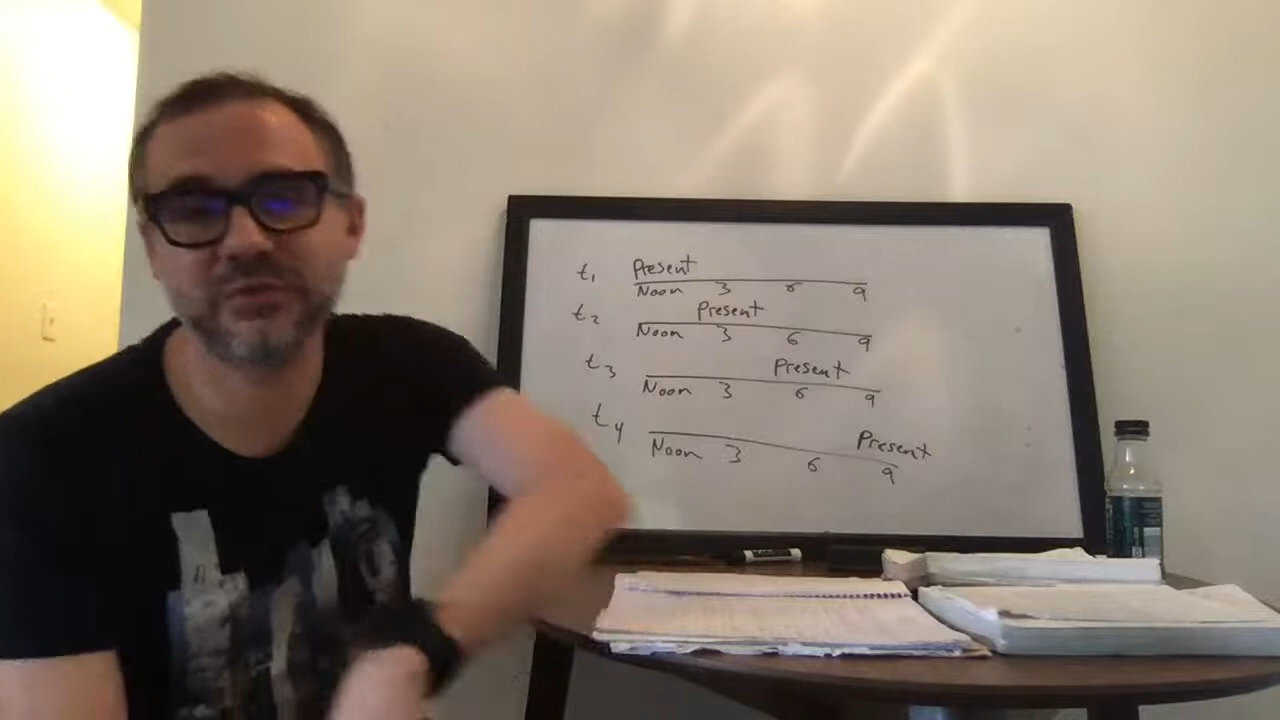 t1 Present
Noon 3 6 9
t2 Present
Noon 3 6 9
t3 Present
Noon 3 6 9
t4 Present
Noon 3 6 9